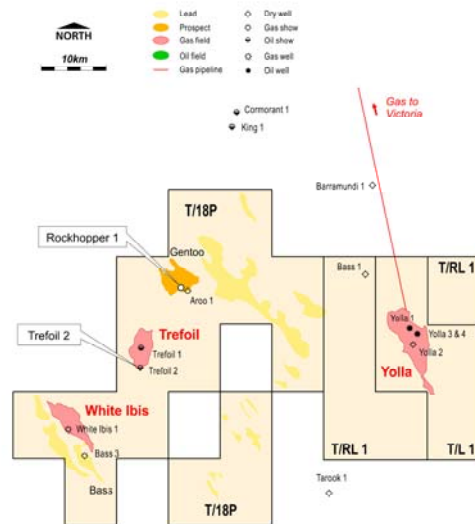 Lead
Prospect
Gas field
Oil field
Gas pipeline
Dry well
Gas show
Oil show
Gas well
Oil well
NORTH
10km
Cormorant 1
King 1
Gas to
Victoria
Barramundi 1
T/18P
Rockhopper 1
Gentoo
Aroo 1
Bass 1
T/RL 1
Yolla 1
Yolla 3 & 4
Yolla 2
Yolla
Trefoil 2
Trefoil
Trefoil 1
Trefoil 2
White Ibis
White Ibis 1
Bass 3
Bass
T/18P
T/RL 1
T/L 1
Tarook 1